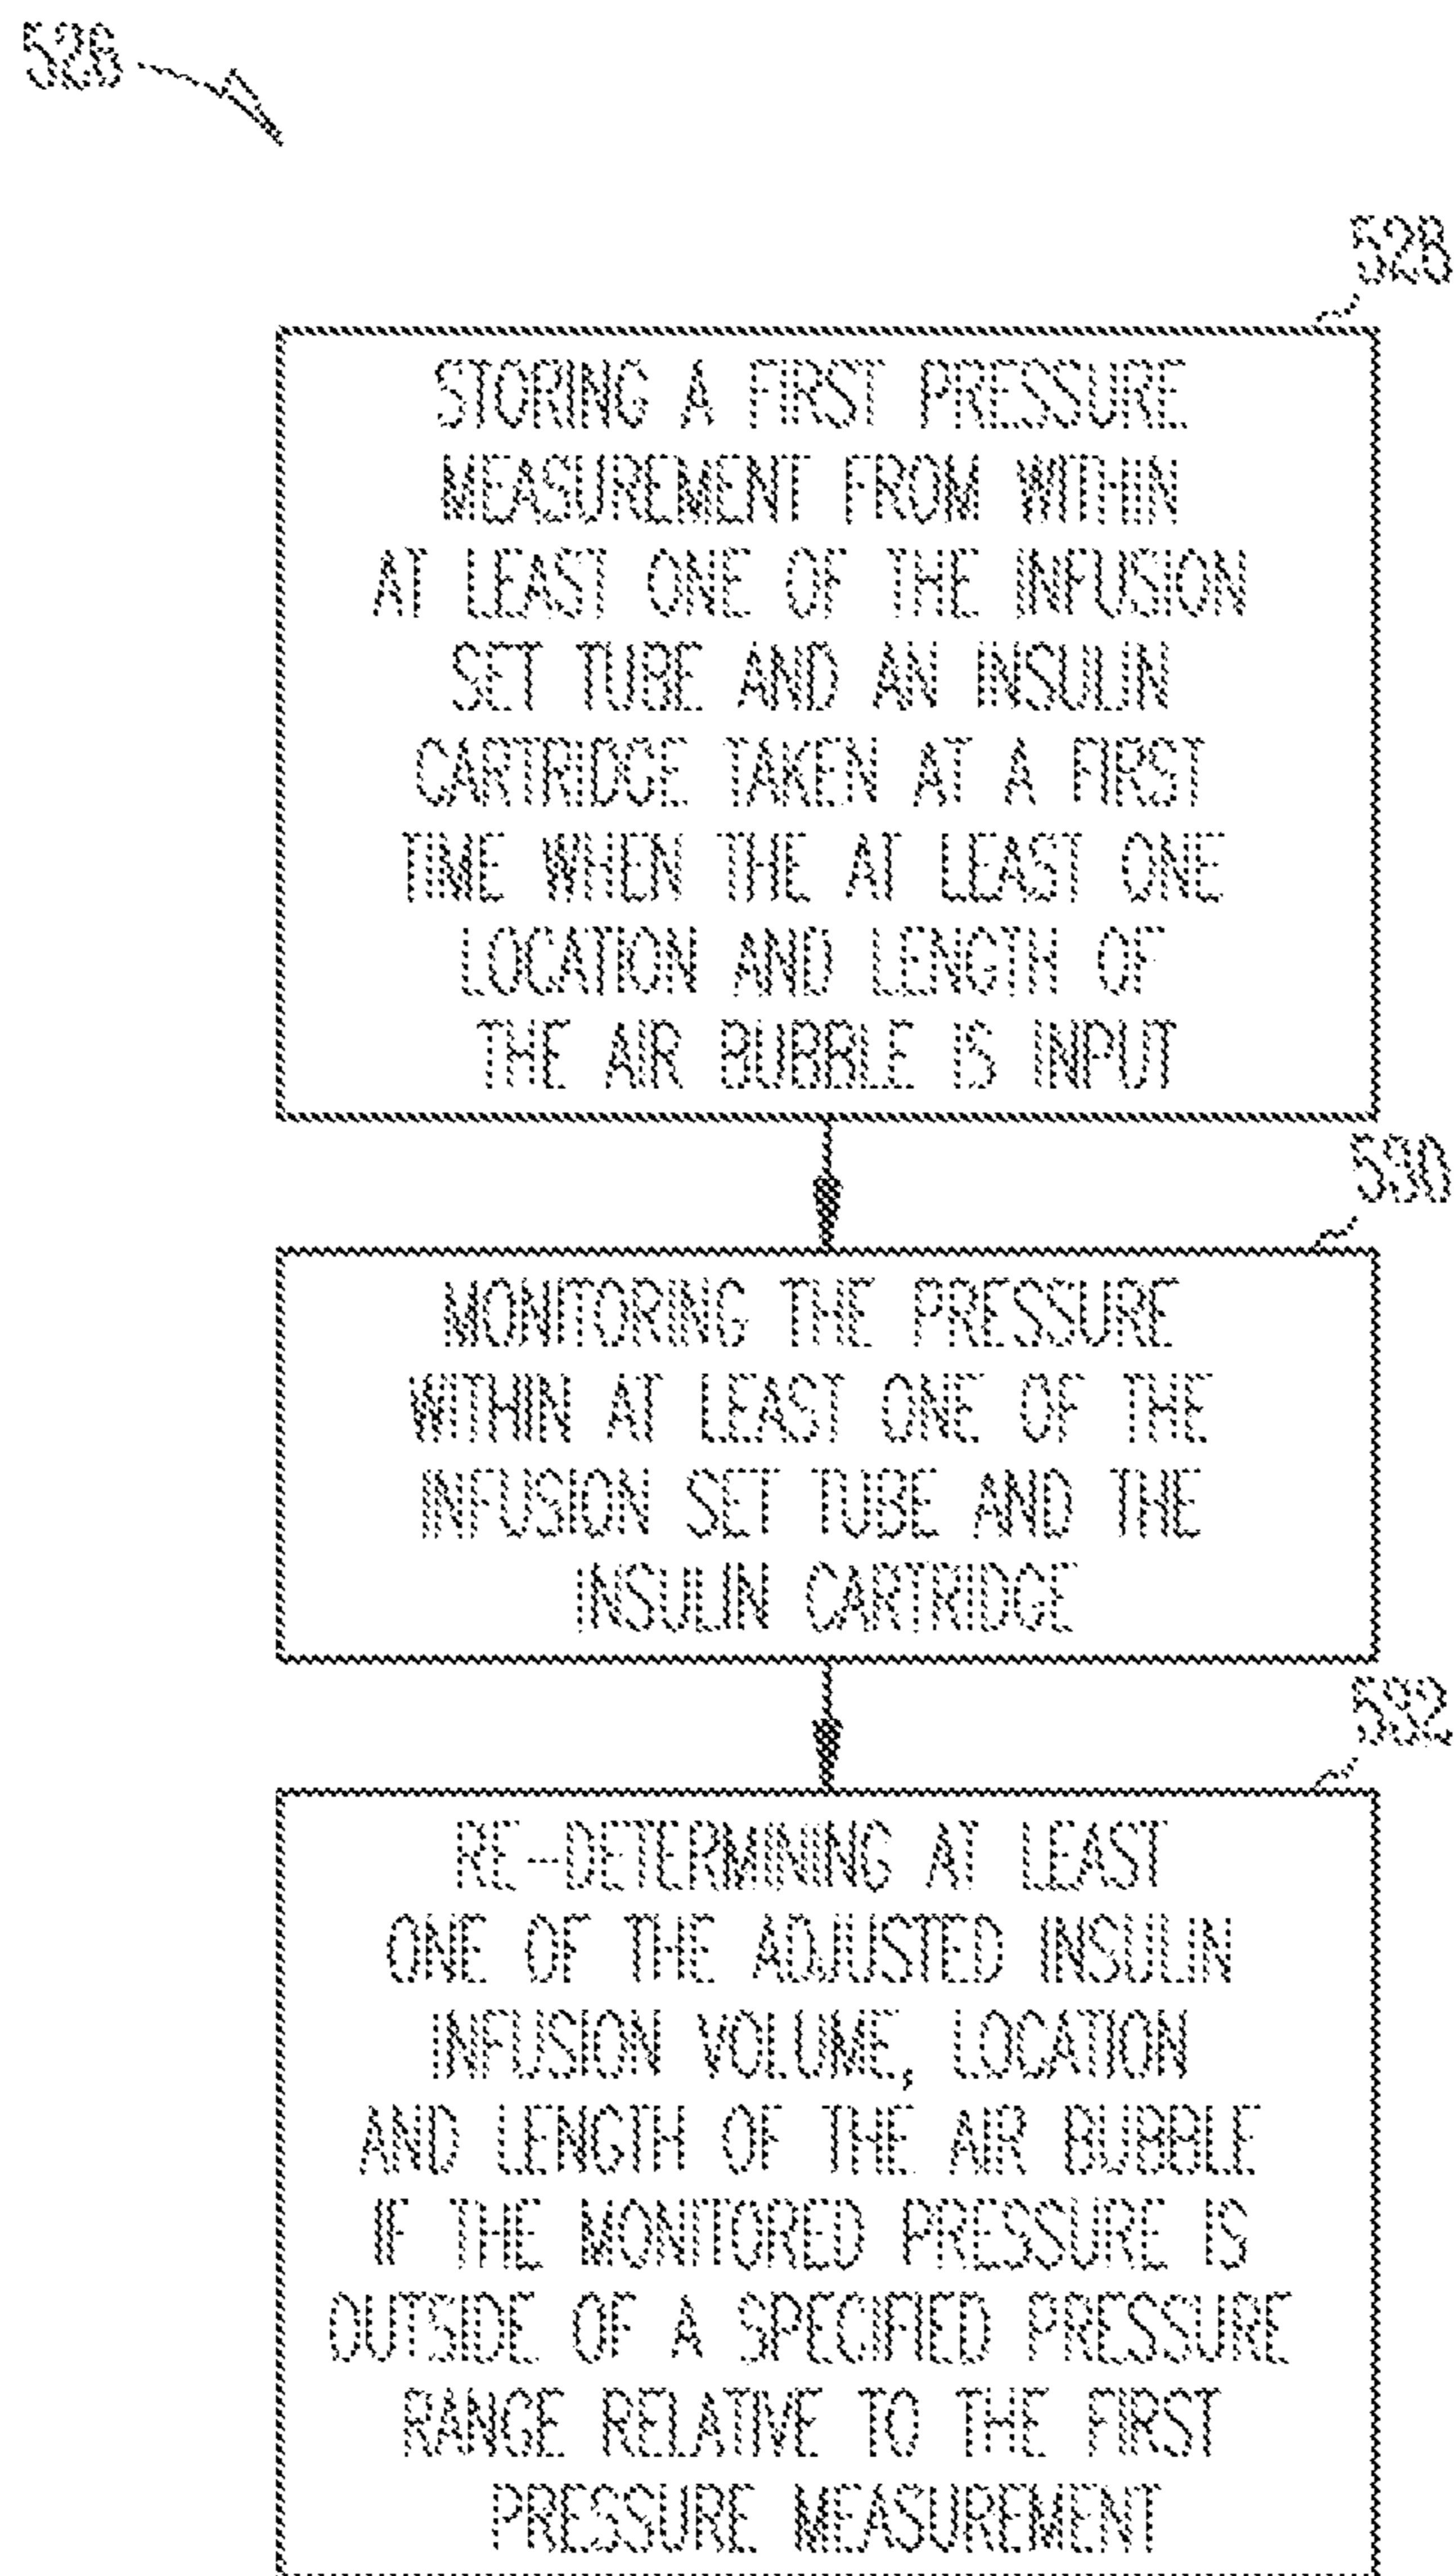 526
528
STORING A FIRST PRESSURE
MEASUREMENT FROM WITHIN
AT LEAST ONE OF THE INFUSION
SET TUBE AND AN INSULIN
CARTRIDGE TAKEN AT A FIRST
TIME WHEN THE AT LEAST ONE
LOCATION AND LENGTH OF
THE AIR BUBBLE IS INPUT
530
MONITORING THE PRESSURE
WITHIN AT LEAST ONE OF THE
INFUSION SET TUBE AND THE
INSULIN CARTRIDGE
532
RE-DETERMINING AT LEAST
ONE OF THE ADJUSTED INSULIN
INFUSION VOLUME, LOCATION
AND LENGTH OF THE AIR BUBBLE
IF THE MONITORED PRESSURE IS
OUTSIDE OF A SPECIFIED PRESSURE
RANGE RELATIVE TO THE FIRST
PRESSURE MEASUREMENT